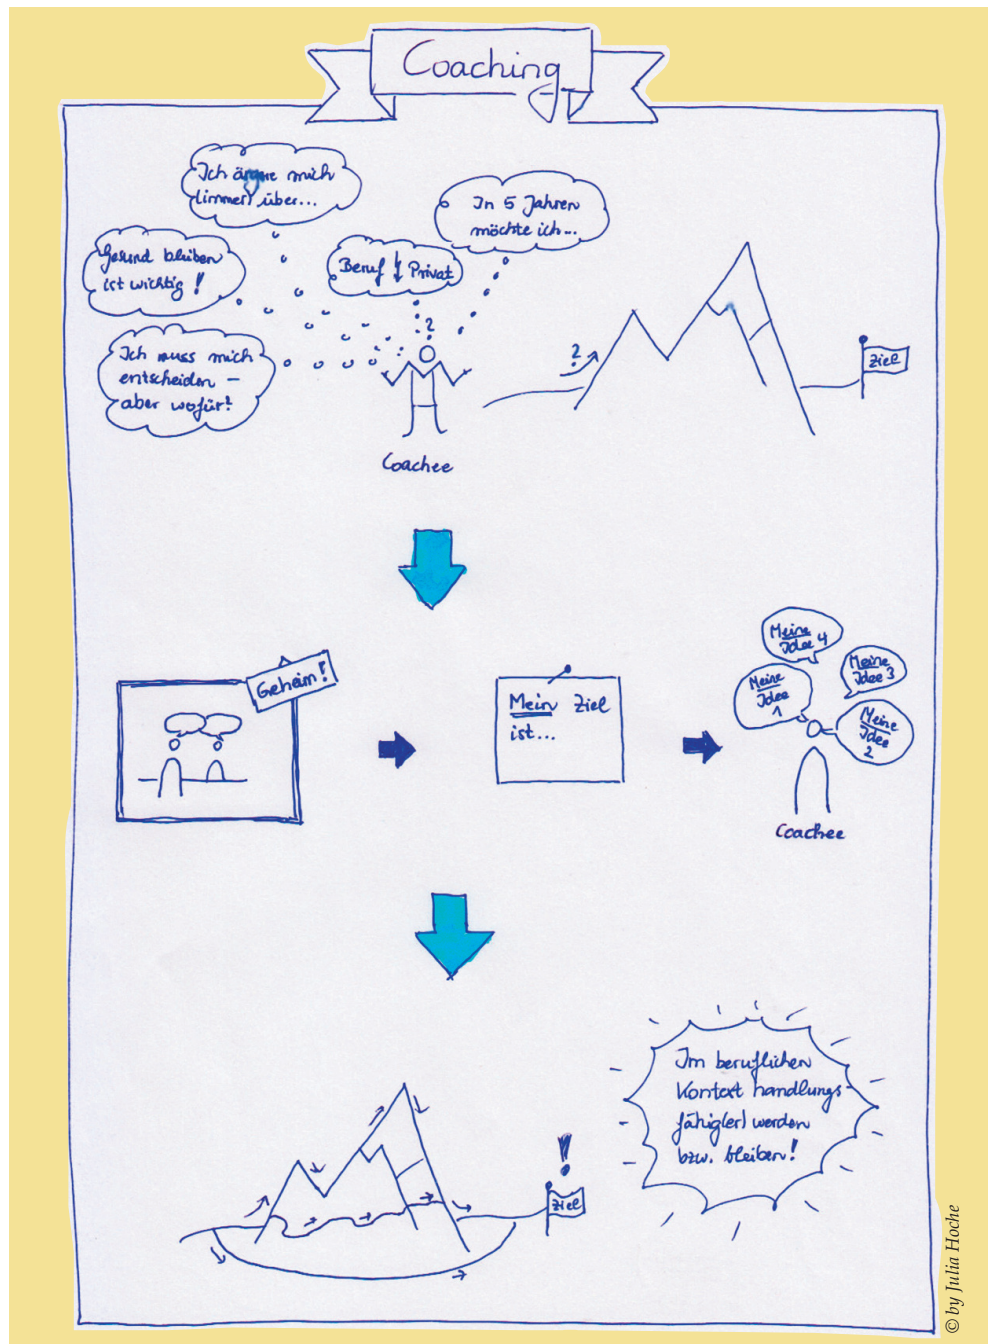 Coaching
Ich ärgere mich
(immer) über...
In 5 Jahren
möchte ich...
Gesund bleiben
ist wichtig!
Beruf Privat
Ich muss mich
entscheiden –
aber wofür?
?
?
Ziel
Coachee
Geheim!
Mein Ziel
ist...
Meine
Idee 4
Meine
Idee 3
Meine
Idee
1
Meine
Idee
2
Coachee
Im beruflichen
Kontext handlungs-
fähig(er) werden
bzw. bleiben!
!
Ziel
© by Julia Hoche